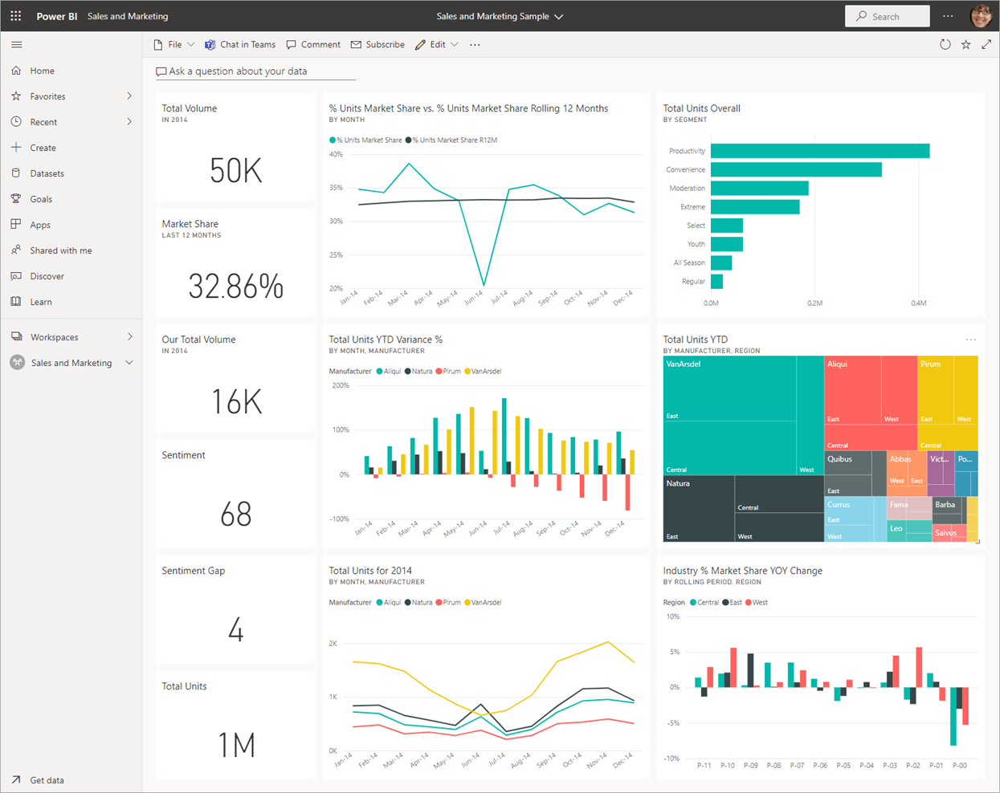 Power BI Sales and Marketing
Sales and Marketing Sample
Search
File
Chat in Teams
Comment
Subscribe
Edit
Home
Favorites
Recent
Create
Datasets
Goals
Apps
Shared with me
Discover
Learn
Workspaces
Sales and Marketing
Get data
Ask a question about your data
Total Volume
IN 2014
50K
Market Share
LAST 12 MONTHS
32.86%
Our Total Volume
IN 2014
16K
Sentiment
68
Sentiment Gap
4
Total Units
1M
% Units Market Share vs. % Units Market Share Rolling 12 Months
BY MONTH
% Units Market Share % Units Market Share R12M
40%
35%
30%
25%
20%
Jan-14 Feb-14 Mar-14 Apr-14 May-14 Jun-14 Jul-14 Aug-14 Sep-14 Oct-14 Nov-14 Dec-14
Total Units Overall
BY SEGMENT
Productivity
Convenience
Moderation
Extreme
Select
Youth
All Season
Regular
0.0M 0.2M 0.4M
Total Units YTD Variance %
BY MONTH, MANUFACTURER
Manufacturer Aliqui Natura Pirum VanArsdel
200%
100%
0%
-100%
Jan-14 Feb-14 Mar-14 Apr-14 May-14 Jun-14 Jul-14 Aug-14 Sep-14 Oct-14 Nov-14 Dec-14
Total Units YTD
BY MANUFACTURER, REGION
VanArsdel
East
Central
West
Natura
East
Central
West
Aliqui
East
West
Central
Pirum
East
West
Central
Quibus
East
Abbas
West East
Vict...
Po...
Currus
East
West
Fama
Leo
Barba
Salvus
Total Units for 2014
BY MONTH, MANUFACTURER
Manufacturer Aliqui Natura Pirum VanArsdel
2K
1K
0K
Jan-14 Feb-14 Mar-14 Apr-14 May-14 Jun-14 Jul-14 Aug-14 Sep-14 Oct-14 Nov-14 Dec-14
Industry % Market Share YOY Change
BY ROLLING PERIOD, REGION
Region Central East West
10%
5%
0%
-5%
-10%
P-11 P-10 P-09 P-08 P-07 P-06 P-05 P-04 P-03 P-02 P-01 P-00